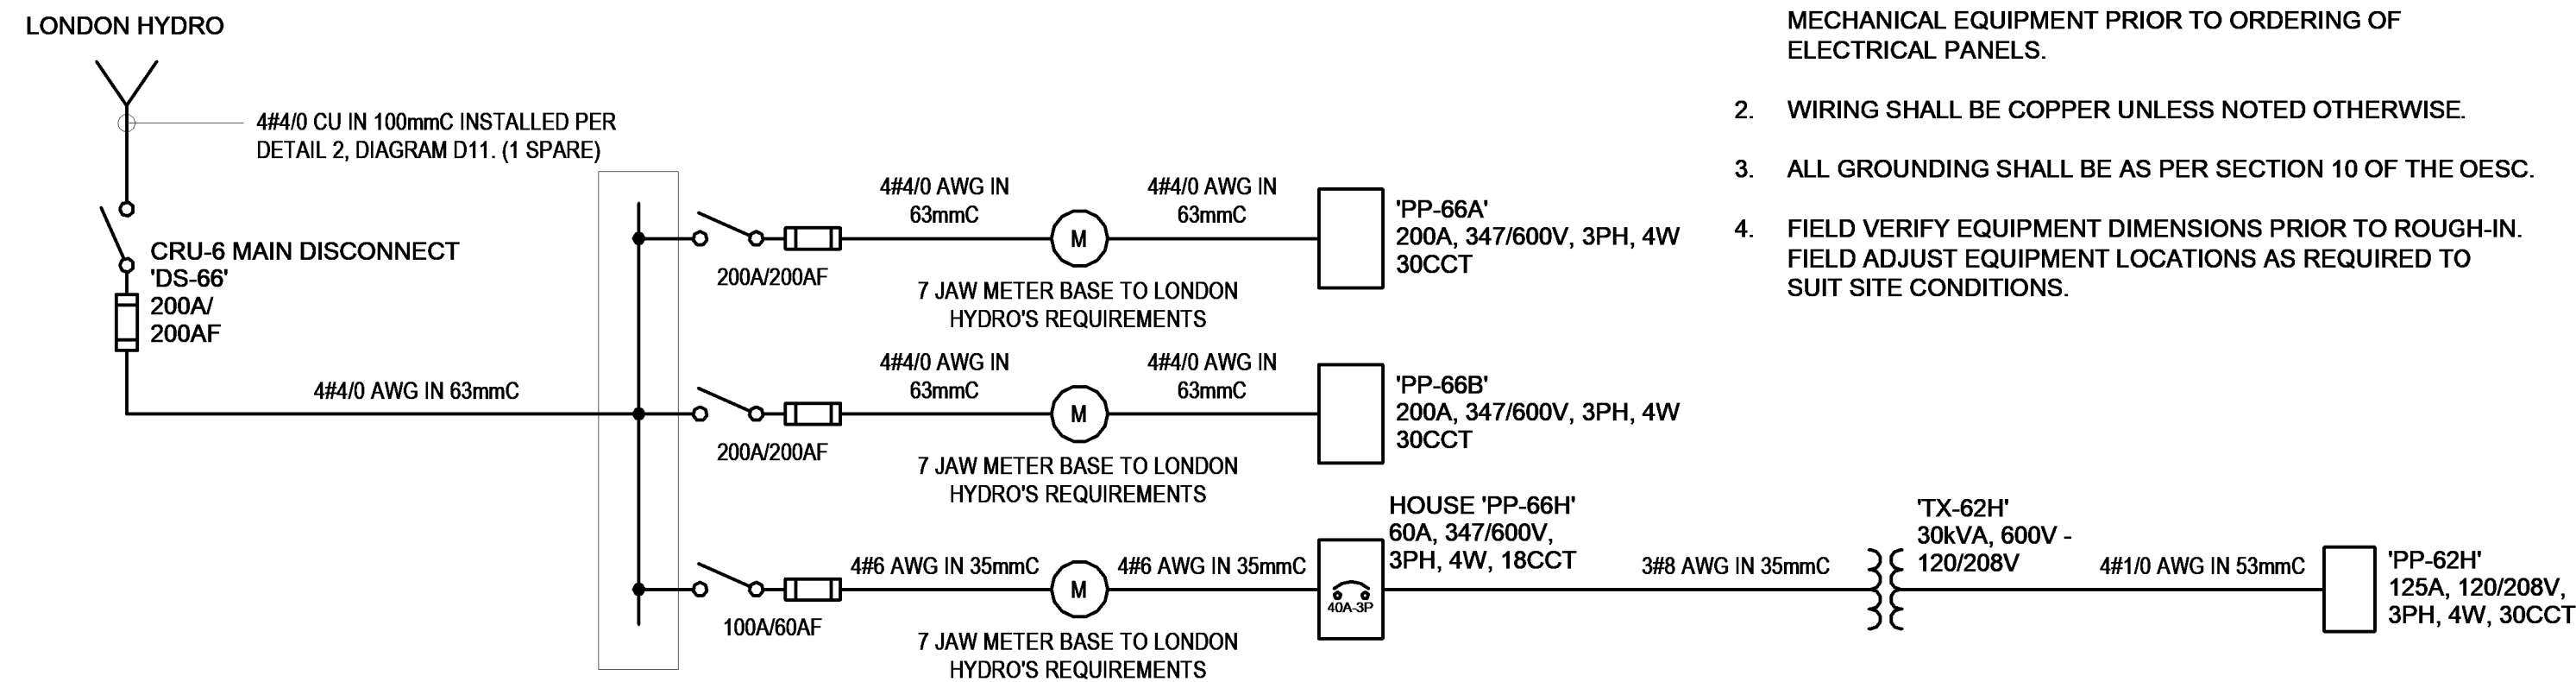 LONDON HYDRO
4#4/0 CU IN 100mmC INSTALLED PER
DETAIL 2, DIAGRAM D11. (1 SPARE)
CRU-6 MAIN DISCONNECT
'DS-66'
200A/
200AF
4#4/0 AWG IN 63mmC
4#4/0 AWG IN
63mmC
4#4/0 AWG IN
63mmC
M
200A/200AF
7 JAW METER BASE TO LONDON
HYDRO'S REQUIREMENTS
'PP-66A'
200A, 347/600V, 3PH, 4W
30CCT
4#4/0 AWG IN
63mmC
4#4/0 AWG IN
63mmC
M
200A/200AF
7 JAW METER BASE TO LONDON
HYDRO'S REQUIREMENTS
'PP-66B'
200A, 347/600V, 3PH, 4W
30CCT
4#6 AWG IN 35mmC
4#6 AWG IN 35mmC
M
100A/60AF
7 JAW METER BASE TO LONDON
HYDRO'S REQUIREMENTS
HOUSE 'PP-66H'
60A, 347/600V,
3PH, 4W, 18CCT
40A-3P
3#8 AWG IN 35mmC
'TX-62H'
30kVA, 600V -
120/208V
4#1/0 AWG IN 53mmC
'PP-62H'
125A, 120/208V,
3PH, 4W, 30CCT
MECHANICAL EQUIPMENT PRIOR TO ORDERING OF
ELECTRICAL PANELS.
2. WIRING SHALL BE COPPER UNLESS NOTED OTHERWISE.
3. ALL GROUNDING SHALL BE AS PER SECTION 10 OF THE OESC.
4. FIELD VERIFY EQUIPMENT DIMENSIONS PRIOR TO ROUGH-IN.
FIELD ADJUST EQUIPMENT LOCATIONS AS REQUIRED TO
SUIT SITE CONDITIONS.